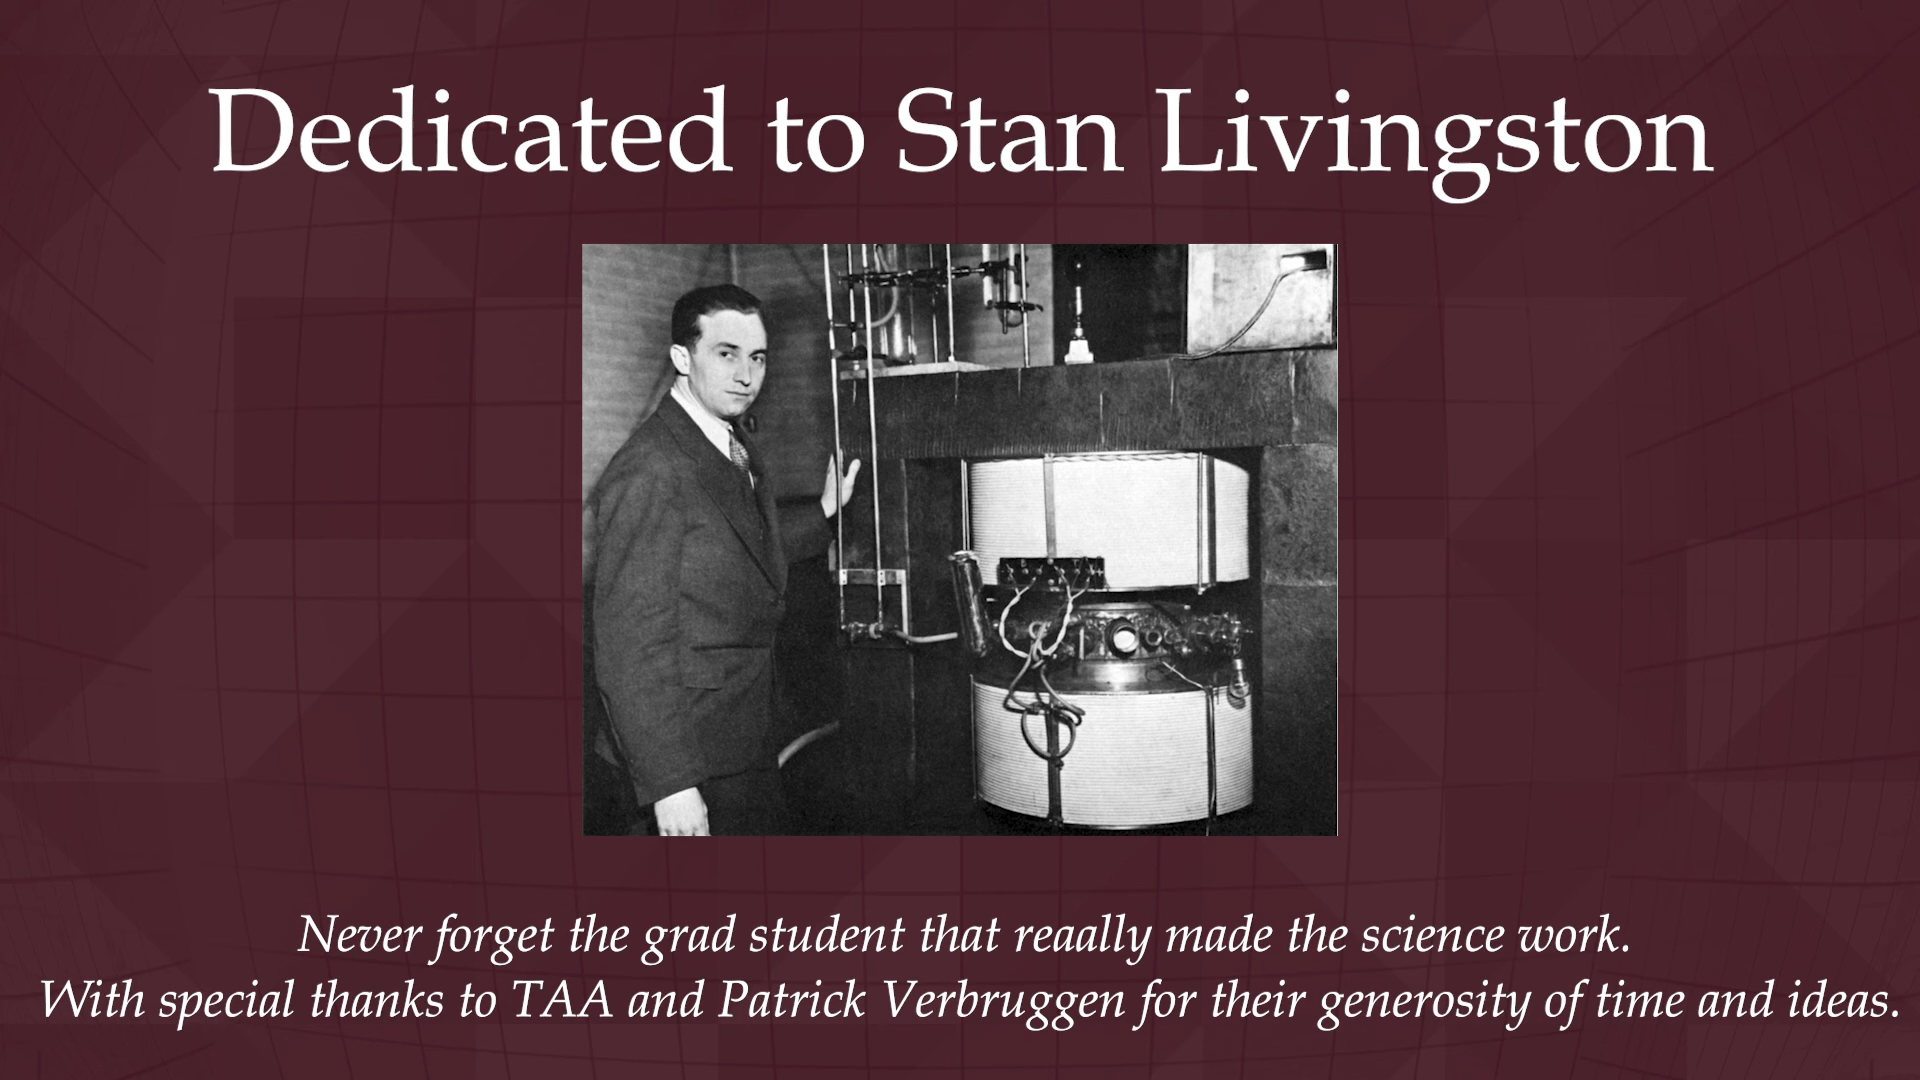 Dedicated to Stan Livingston
Never forget the grad student that reaally made the science work.
With special thanks to TAA and Patrick Verbruggen for their generosity of time and ideas.